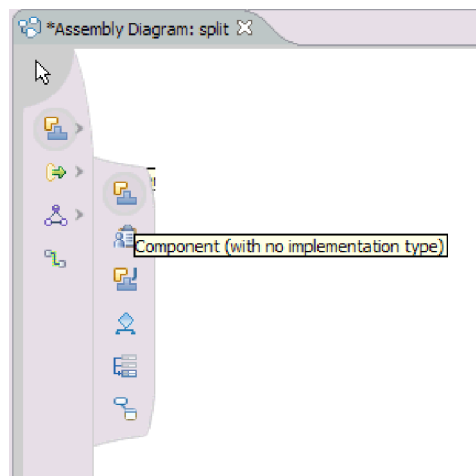 *Assembly Diagram: split
Component (with no implementation type)